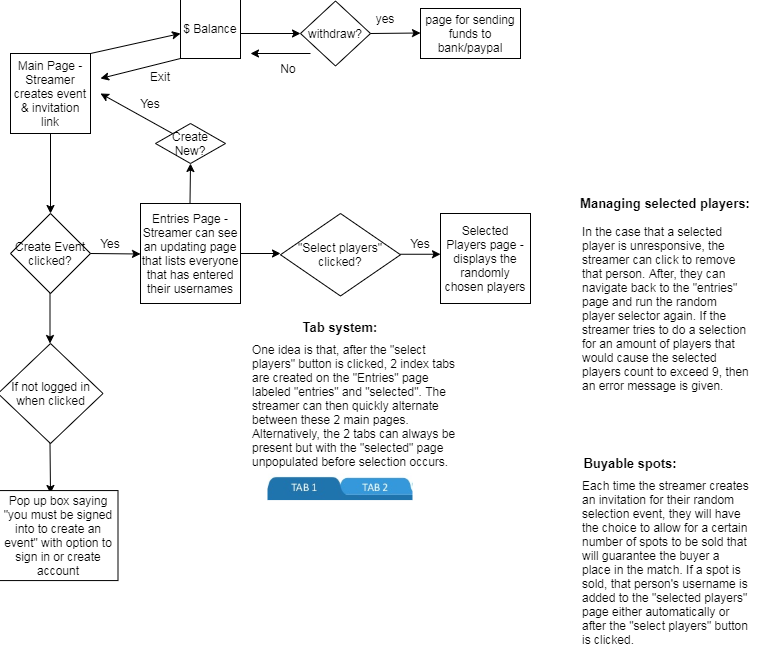 $ Balance
withdraw?
yes
page for sending
funds to
bank/paypal
No
Exit
Main Page -
Streamer
creates event
& invitation
link
Yes
Create
New?
Create Event
clicked?
Yes
Entries Page -
Streamer can see
an updating page
that lists everyone
that has entered
their usernames
"Select players"
clicked?
Yes
Selected
Players page -
displays the
randomly
chosen players
If not logged in
when clicked
Pop up box saying
"you must be signed
into to create an
event" with option to
sign in or create
account
Tab system:
One idea is that, after the "select
players" button is clicked, 2 index tabs
are created on the "Entries" page
labeled "entries" and "selected". The
streamer can then quickly alternate
between these 2 main pages.
Alternatively, the 2 tabs can always be
present but with the "selected" page
unpopulated before selection occurs.
TAB 1
TAB 2
Managing selected players:
In the case that a selected
player is unresponsive, the
streamer can click to remove
that person. After, they can
navigate back to the "entries"
page and run the random
player selector again. If the
streamer tries to do a selection
for an amount of players that
would cause the selected
players count to exceed 9, then
an error message is given.
Buyable spots:
Each time the streamer creates
an invitation for their random
selection event, they will have
the choice to allow for a certain
number of spots to be sold that
will guarantee the buyer a
place in the match. If a spot is
sold, that person's username is
added to the "selected players"
page either automatically or
after the "select players" button
is clicked.